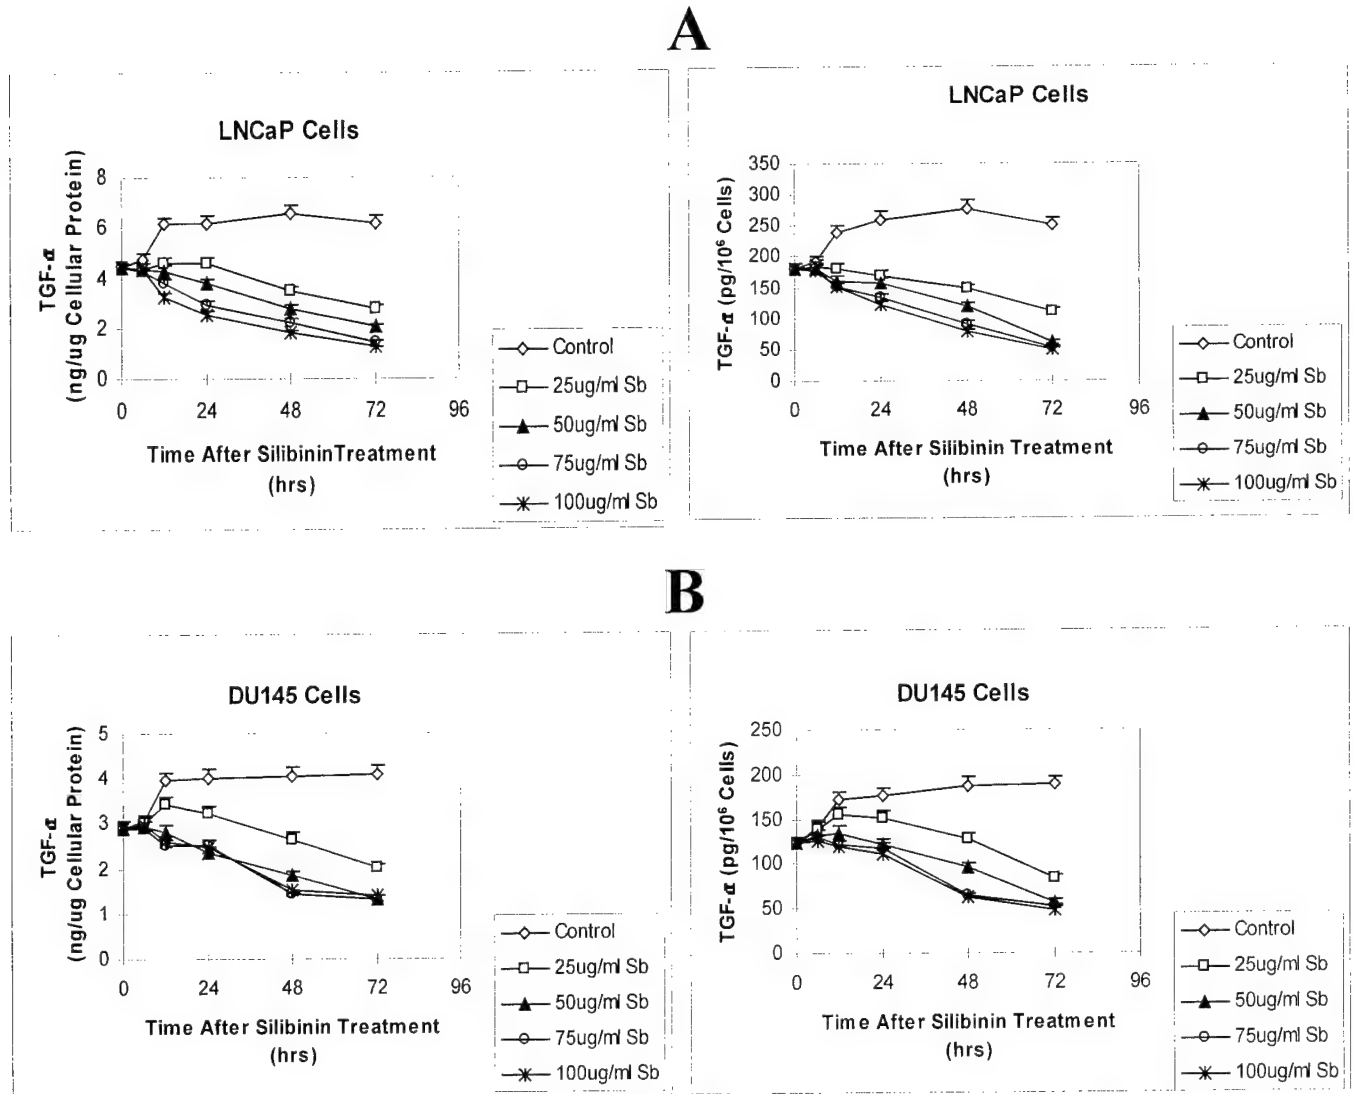 A
LNCaP Cells
TGF-α
(ng/ug Cellular Protein)
8
6
4
2
0
0 24 48 72 96
Time After SilibininTreatment
(hrs)
Control
25ug/ml Sb
50ug/ml Sb
75ug/ml Sb
100ug/ml Sb
LNCaP Cells
TGF-α (pg/10⁶ Cells)
350
300
250
200
150
100
50
0
0 24 48 72 96
Time After Silibinin Treatment
(hrs)
Control
25ug/ml Sb
50ug/ml Sb
75ug/ml Sb
100ug/ml Sb
B
DU145 Cells
TGF-α
(ng/ug Cellular Protein)
5
4
3
2
1
0
0 24 48 72 96
Time After Silibinin Treatment
(hrs)
Control
25ug/ml Sb
50ug/ml Sb
75ug/ml Sb
100ug/ml Sb
DU145 Cells
TGF-α (pg/10⁶ Cells)
250
200
150
100
50
0
0 24 48 72 96
Time After Silibinin Treatment
(hrs)
Control
25ug/ml Sb
50ug/ml Sb
75ug/ml Sb
100ug/ml Sb